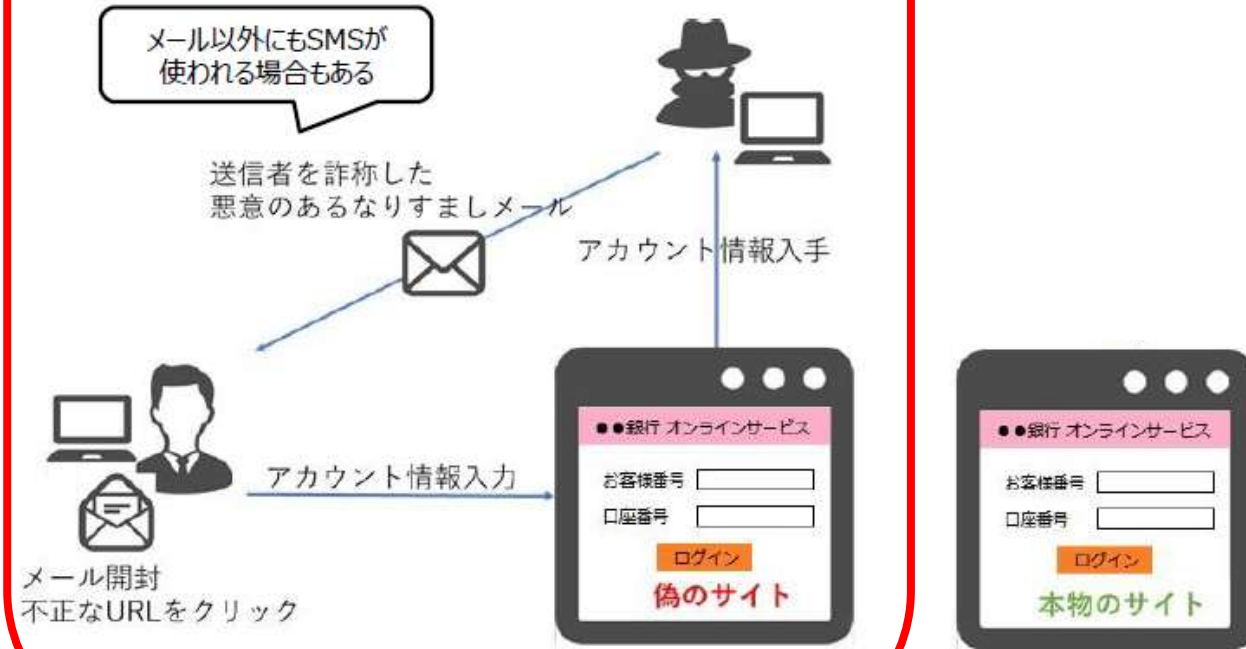 メール以外にもSMSが
使われる場合もある
送信者を詐称した
悪意のあるなりすましメール
アカウント情報入手
アカウント情報入力
メール開封
不正なURLをクリック
●●銀行 オンラインサービス
お客様番号
口座番号
ログイン
偽のサイト
●●銀行 オンラインサービス
お客様番号
口座番号
ログイン
本物のサイト